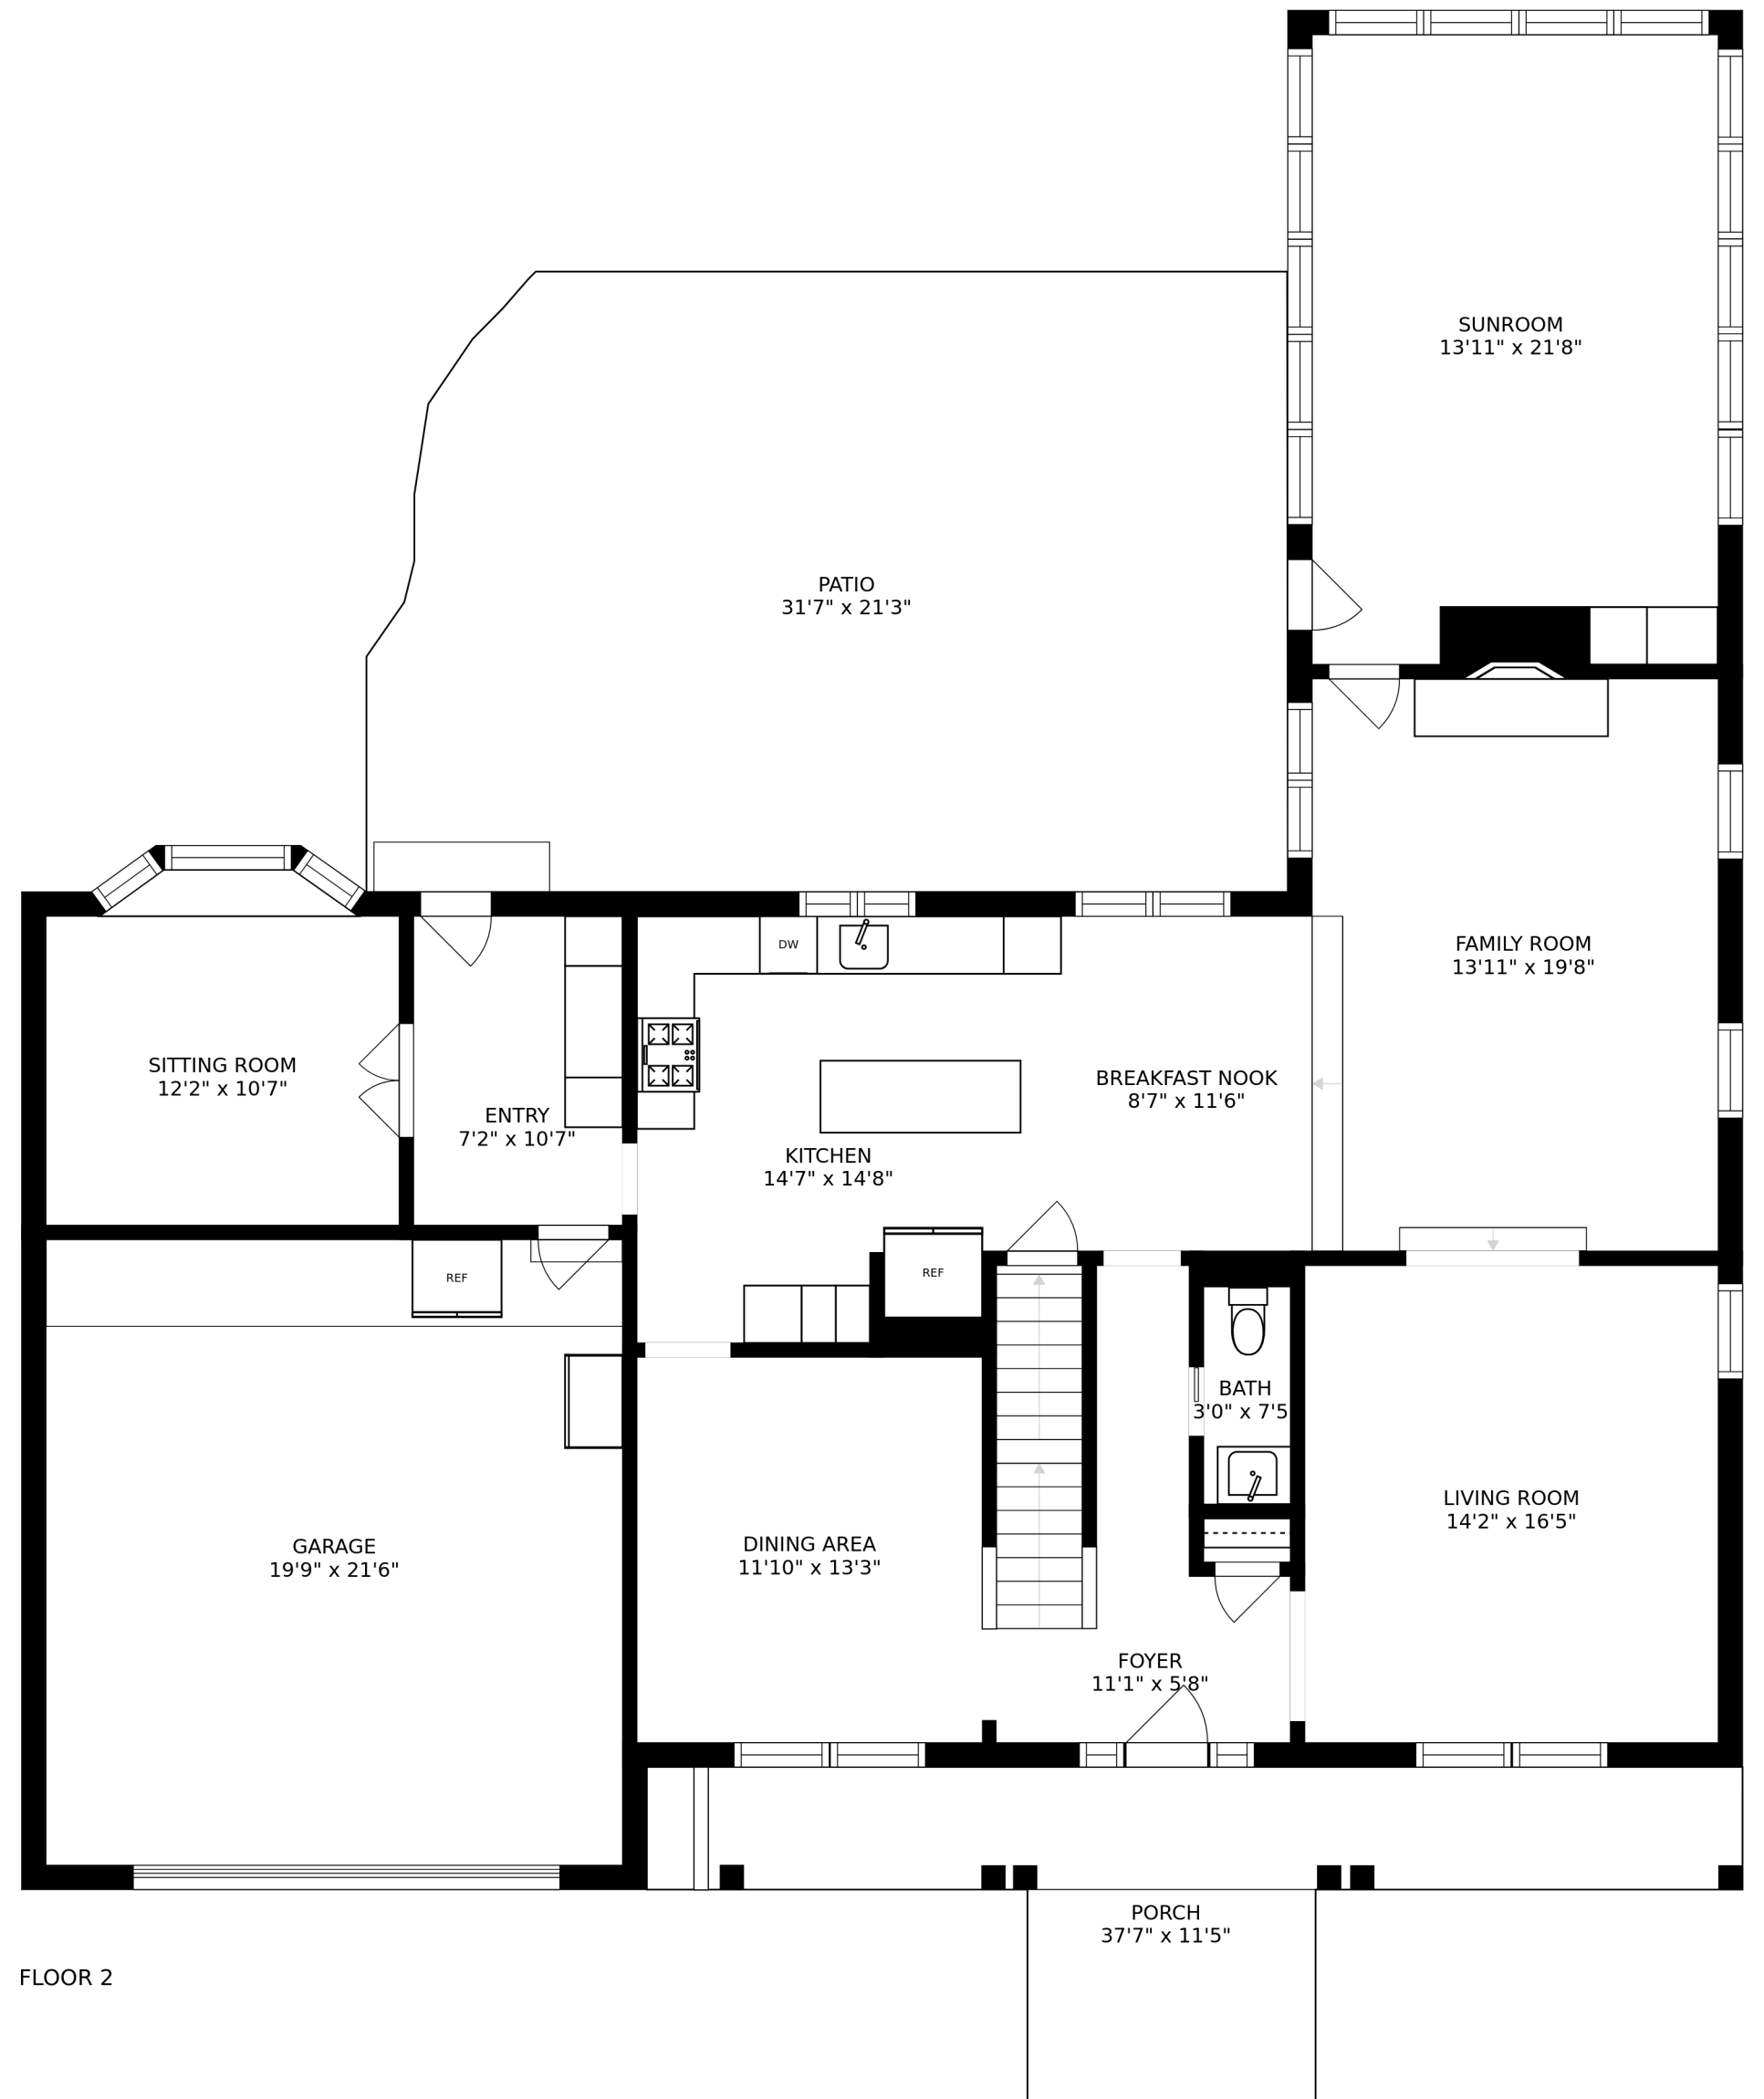 SUNROOM
13'11" x 21'8"
PATIO
31'7" x 21'3"
DW
FAMILY ROOM
13'11" x 19'8"
SITTING ROOM
12'2" x 10'7"
BREAKFAST NOOK
8'7" x 11'6"
ENTRY
7'2" x 10'7"
KITCHEN
14'7" x 14'8"
REF
REF
BATH
3'0" x 7'5
LIVING ROOM
14'2" x 16'5"
GARAGE
19'9" x 21'6"
DINING AREA
11'10" x 13'3"
FOYER
11'1" x 5'8"
PORCH
37'7" x 11'5"
FLOOR 2